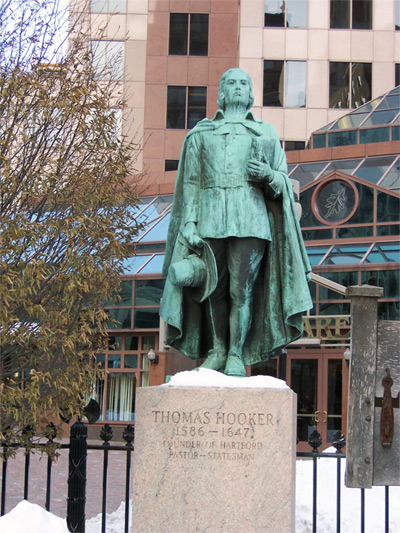 THOMAS HOOKER
1586–1647
FOUNDER OF HARTFORD
PASTOR–STATESMAN